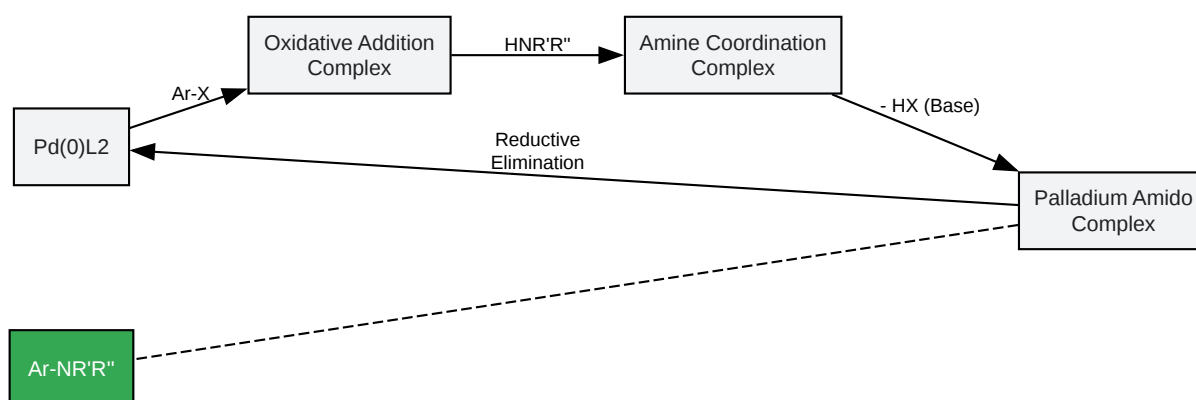 Oxidative Addition
Complex
HNR'R"
Amine Coordination
Complex
Ar-X
- HX (Base)
Pd(0)L2
Reductive
Elimination
Palladium Amido
Complex
Ar-NR'R"